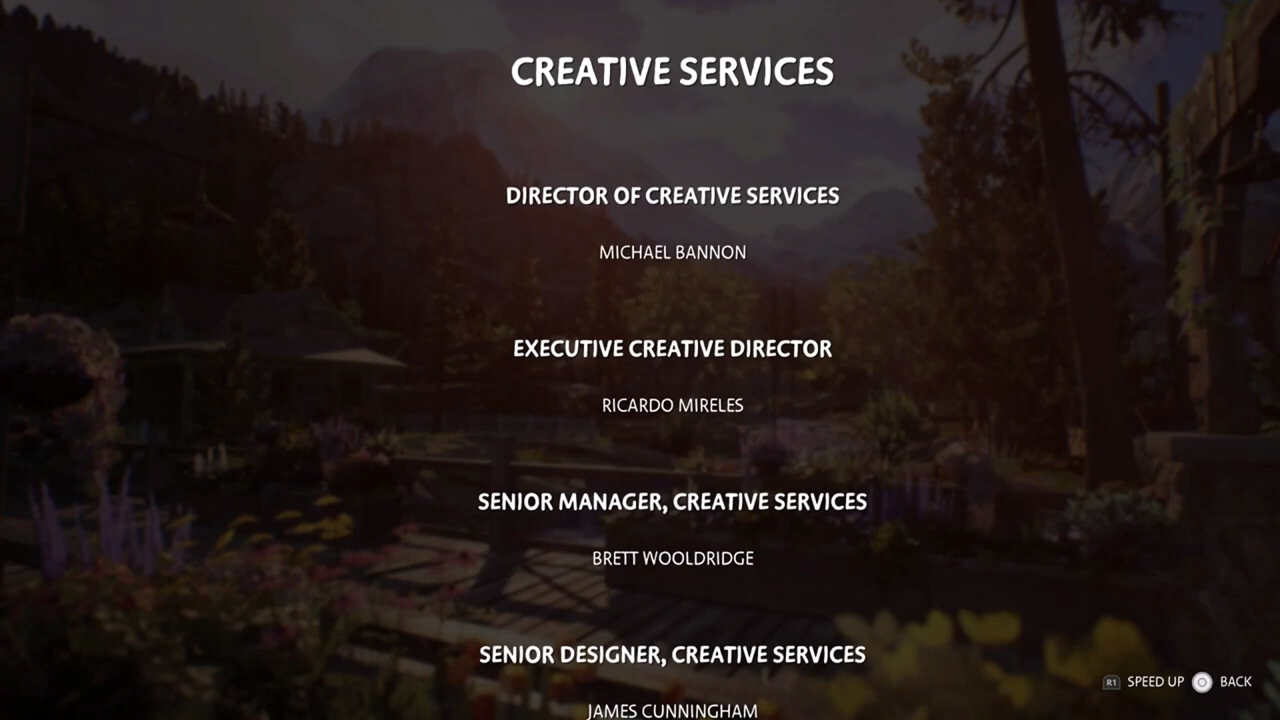 CREATIVE SERVICES
DIRECTOR OF CREATIVE SERVICES
MICHAEL BANNON
EXECUTIVE CREATIVE DIRECTOR
RICARDO MIRELES
SENIOR MANAGER, CREATIVE SERVICES
BRETT WOOLDRIDGE
SENIOR DESIGNER, CREATIVE SERVICES
JAMES CUNNINGHAM
R1 SPEED UP BACK